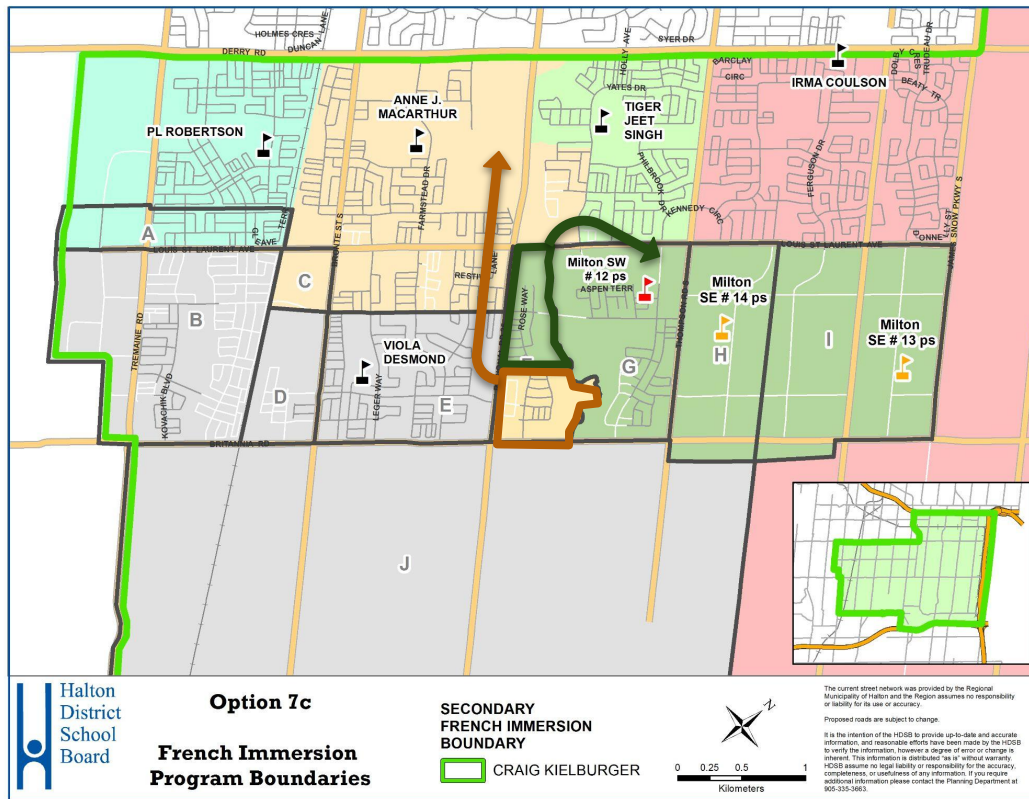 HOLMES CRES
DUNCAN LANE
DERRY RD
SYER DR
HOLLY AVE
BARCLAY
CIRC
DOLBY CRES
TRUDEAU DR
BEATY TR
IRMA COULSON
YATES DR
ANNE J.
MACARTHUR
TIGER
JEET
SINGH
PL ROBERTSON
FARMSTEAD DR
PHILBROOK DR
FERGUSON DR
KENNEDY CIRC
JAMES SNOW PKWY S
A
TERR
LOUIS ST LAURENT AVE
BRONTE ST S
LOUIS ST LAURENT AVE
C
LANE
ROSE WAY
Milton SW
# 12 ps
ASPEN TERR
THOMPSON RD S
Milton
SE # 14 ps
Milton
SE # 13 ps
B
TREMAINE RD
KOVACHIK BLVD
D
VIOLA
DESMOND
LEGER WAY
E
G
H
I
BRITANNIA RD
J
Halton
District
School
Board
Option 7c
French Immersion
Program Boundaries
SECONDARY
FRENCH IMMERSION
BOUNDARY
CRAIG KIELBURGER
N
0 0.25 0.5 1
Kilometers
The current street network was provided by the Regional
Municipality of Halton and the Region assumes no responsibility
or liability for its use or accuracy.
Proposed roads are subject to change.
It is the intention of the HDSB to provide up-to-date and accurate
information, and reasonable efforts have been made by the HDSB
to verify the information, however a degree of error or change is
inherent. This information is distributed "as is" without warranty.
HDSB assume no legal liability or responsibility for the accuracy,
completeness, or usefulness of any information. If you require
additional information please contact the Planning Department at
905-335-3663.